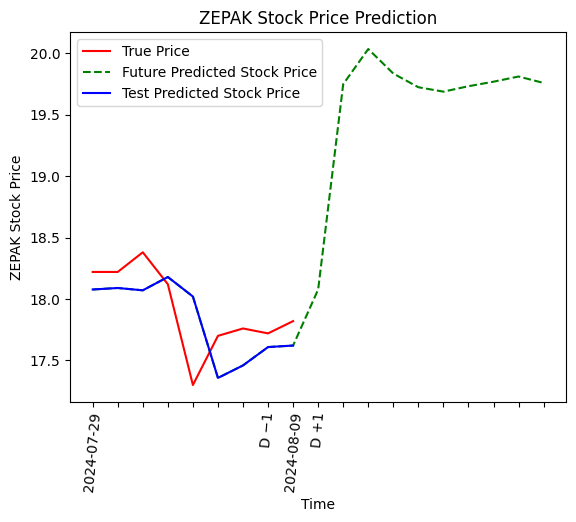 ZEPAK Stock Price Prediction
True Price
Future Predicted Stock Price
Test Predicted Stock Price
ZEPAK Stock Price
20.0
19.5
19.0
18.5
18.0
17.5
2024-07-29
D −1
2024-08-09
D +1
Time